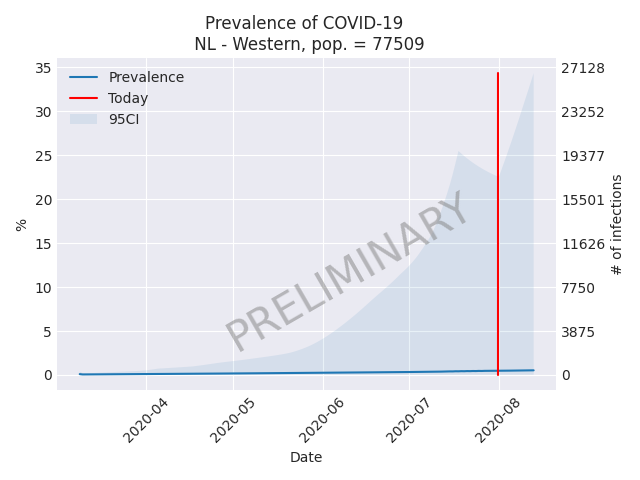 Prevalence of COVID-19
NL - Western, pop. = 77509
Prevalence
Today
95CI
35
30
25
20
15
10
5
0
%
27128
23252
19377
15501
11626
7750
3875
0
# of infections
PRELIMINARY
2020-04
2020-05
2020-06
2020-07
2020-08
Date